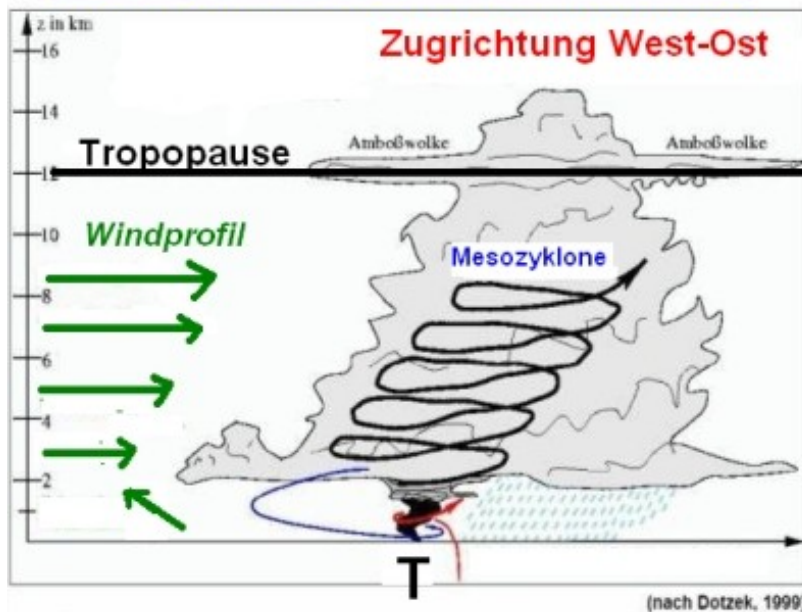 z in km
Zugrichtung West-Ost
16
14
Amboßwolke
Amboßwolke
Tropopause
12
10
Windprofil
Mesozyklone
8
6
4
2
T
(nach Dotzek, 1999)